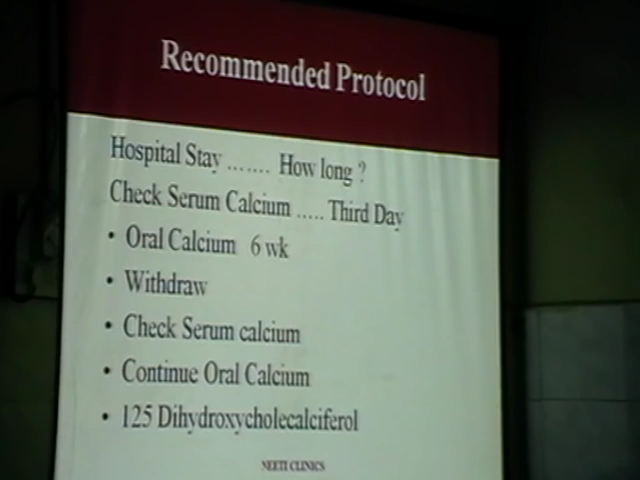 Recommended Protocol
Hospital Stay ....... How long ?
Check Serum Calcium ..... Third Day
• Oral Calcium 6 wk
• Withdraw
• Check Serum calcium
• Continue Oral Calcium
• 125 Dihydroxycholecalciferol
NEETI CLINICS